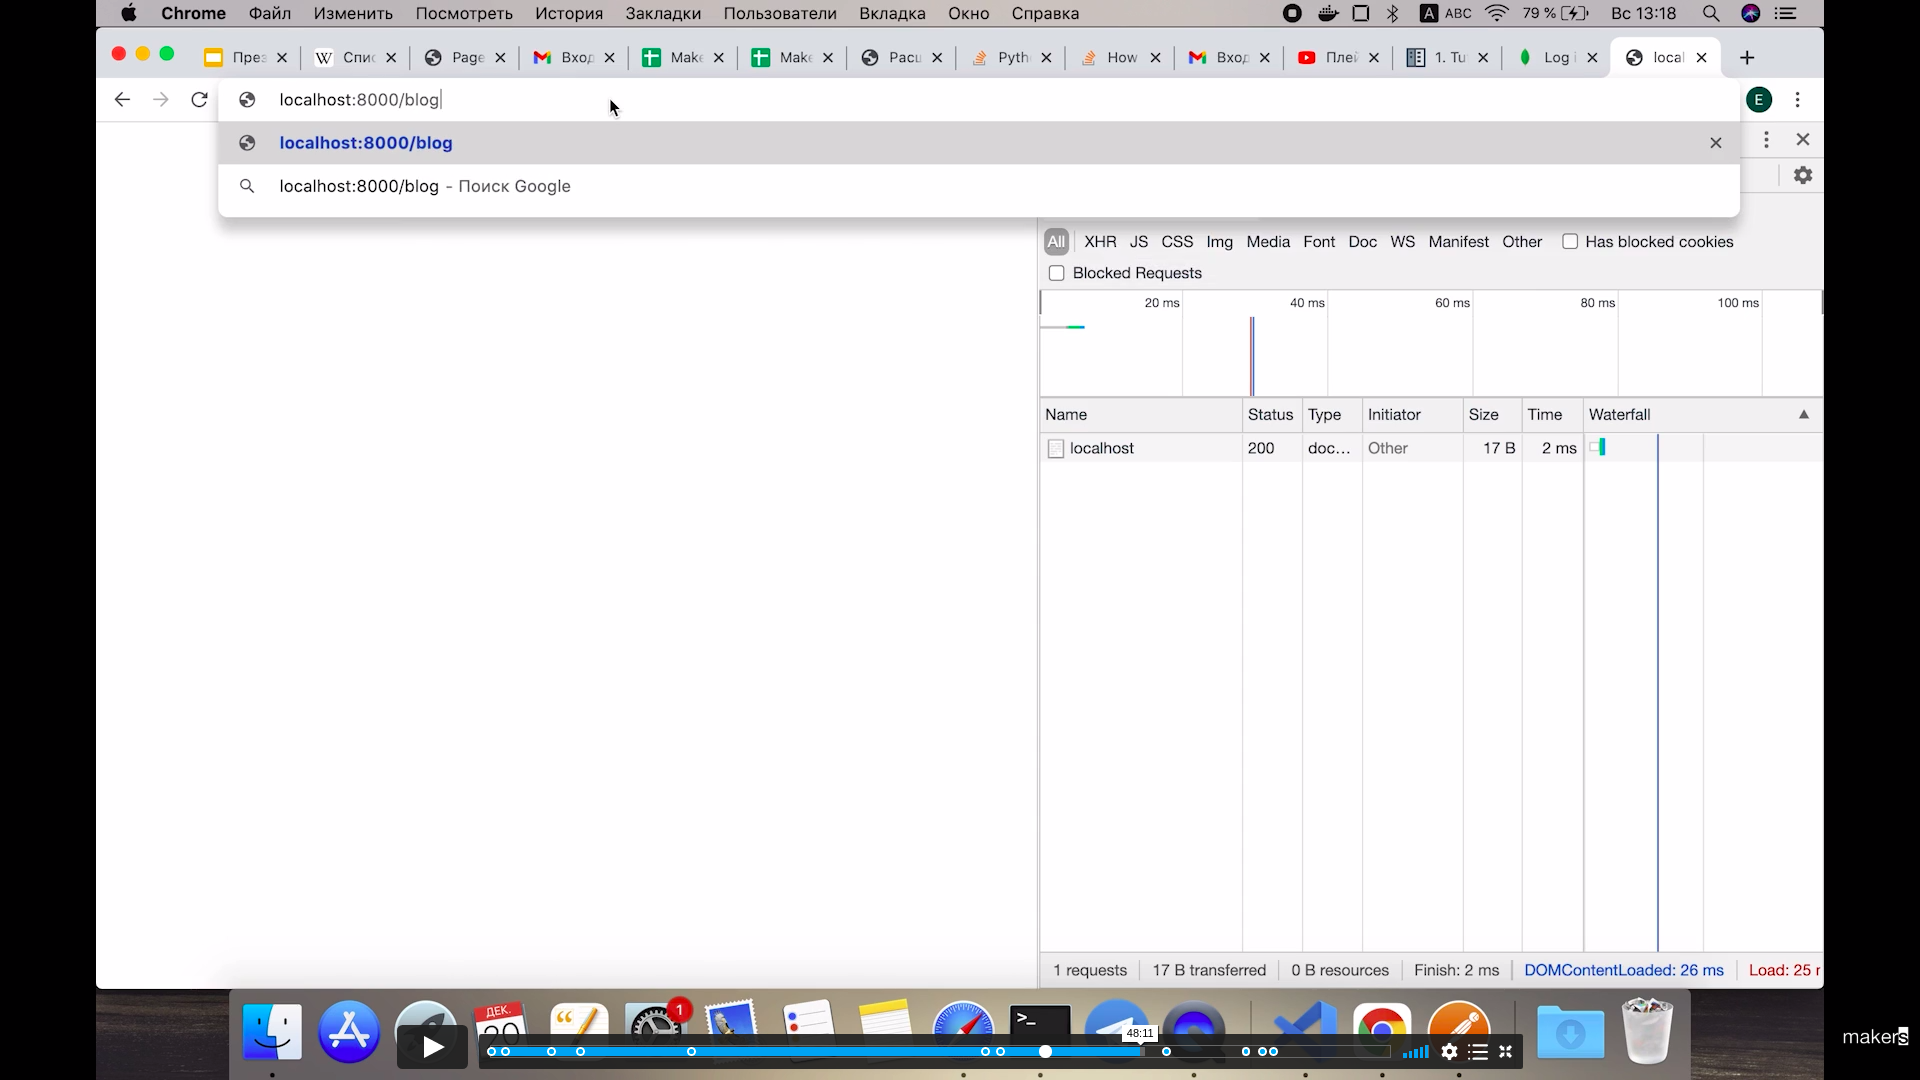 Chrome Файл Изменить Посмотреть История Закладки Пользователи Вкладка Окно Справка A ABC 79 % Вс 13:18
През Спис Page Вход Make Make Расш Pyth How Вход Плей 1. Tu Log i local
localhost:8000/blog E
localhost:8000/blog
localhost:8000/blog - Поиск Google
All XHR JS CSS Img Media Font Doc WS Manifest Other Has blocked cookies
Blocked Requests
20 ms 40 ms 60 ms 80 ms 100 ms
Name Status Type Initiator Size Time Waterfall
localhost 200 doc... Other 17 B 2 ms
1 requests 17 B transferred 0 B resources Finish: 2 ms DOMContentLoaded: 26 ms Load: 25
ДЕК. 1
48:11
makers